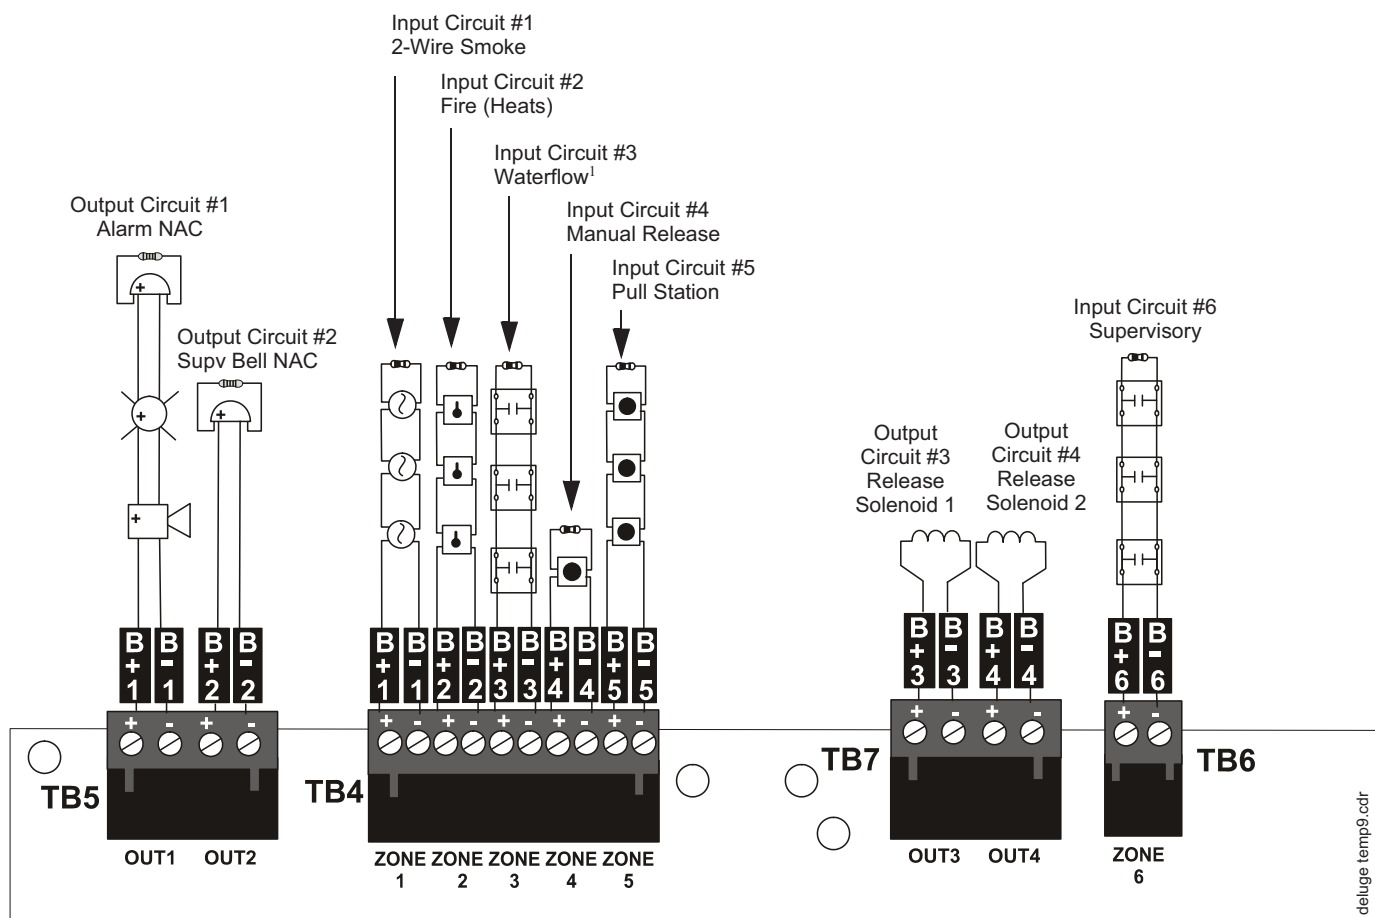 Input Circuit #1
2-Wire Smoke
Input Circuit #2
Fire (Heats)
Input Circuit #3
Waterflow1
Input Circuit #4
Manual Release
Input Circuit #5
Pull Station
Output Circuit #1
Alarm NAC
Output Circuit #2
Supv Bell NAC
Input Circuit #6
Supervisory
Output
Circuit #3
Release
Solenoid 1
Output
Circuit #4
Release
Solenoid 2
B+1 B-1 B+2 B-2
B+1 B-1 B+2 B-2 B+3 B-3 B+4 B-4 B+5 B-5
B+3 B-3 B+4 B-4
B+6 B-6
+ - + -
+ - + - + - + - + -
+ - + -
+ -
TB5
TB4
TB7
TB6
OUT1 OUT2
ZONE 1
ZONE 2
ZONE 3
ZONE 4
ZONE 5
OUT3 OUT4
ZONE 6
deluge temp9.cdr